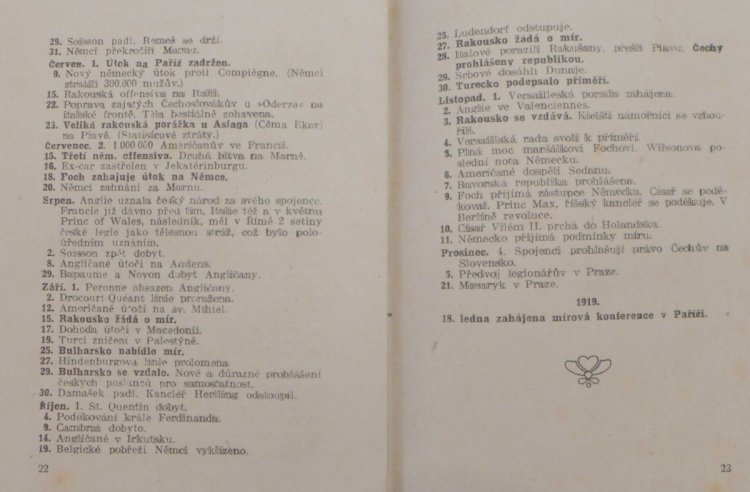 29. Soisson padl. Remeš se drží.
31. Němci překročili Marnu.
Červen. 1. Útok na Paříž zadržen.
9. Nový německý útok proti Compiègne. (Němci
ztratili 300.000 mužův.)
15. Rakouská offensiva na Italii.
22. Poprava zajatých Čechoslovákův u »Oderza« na
italské frontě. Těla bestiálně zohavena.
23. Veliká rakouská porážka u Asiaga (Cêma Ekar)
na Piavě. (Statisícové ztráty.)
Červenec. 2. 1,000.000 Američanův ve Francii.
15. Třetí něm. offensiva. Druhá bitva na Marně.
16. Ex-car zastřelen v Jekatěrinburgu.
18. Foch zahajuje útok na Němce.
20. Němci zahnáni za Marnu.
Srpen. Anglie uznala český národ za svého spojence.
Francie již dávno před tím, Italie též a v květnu
Princ of Wales, následník, měl v Římě 2 setiny
české legie jako tělesnou stráž, což bylo polo-
úředním uznáním.
2. Soisson zpět dobyt.
8. Angličané útočí na Amiens.
29. Bapaume a Noyon dobyt Angličany.
Září. 1. Peronne obsazen Angličany.
2. Drocourt-Quéant linie proražena.
12. Američané útočí na sv. Mihiel.
15. Rakousko žádá o mír.
17. Dohoda útočí v Macedonii.
19. Turci zničeni v Palestýně.
25. Bulharsko nabídlo mír.
27. Hindenburgova linie prolomena
29. Bulharsko se vzdalo. Nové a důrazné prohlášení
českých poslanců pro samostatnost.
30. Damašek padl. Kancléř Hertling odstoupil.
Říjen. 1. St. Quentin dobyt.
4. Poděkování krále Ferdinanda.
9. Cambrai dobyto.
14. Angličané v Irkutsku.
19. Belgické pobřeží Němci vyklizeno.
22
25. Ludendorf odstupuje.
27. Rakousko žádá o mír.
28. Italové porazili Rakušany, přešli Piavu. Čechy
prohlášeny republikou.
29. Srbové dosáhli Dunaje.
30. Turecko podepsalo příměří.
Listopad. 1. Versailleská porada zahájena.
2. Anglie ve Valenciennes.
3. Rakousko se vzdává. Kielští námořníci se vzbou-
řili.
4. Versailleská rada svolí k příměří.
5. Plná moc maršálkovi Fochovi. Wilsonova po-
slední nota Německu.
6. Američané dospěli Sedanu.
7. Bavorská republika prohlášena.
9. Foch přijímá zástupce Německa. Císař se podě-
koval. Princ Max, říšský kancléř se poděkuje. V
Berlíně revoluce.
10. Císař Vilém II. prchá do Holandska.
11. Německo přijímá podmínky míru.
Prosinec. 4. Spojenci prohlašují právo Čechův na
Slovensko.
5. Předvoj legionářův v Praze.
21. Masaryk v Praze.
1919.
18. ledna zahájena mírová konference v Paříži.
23